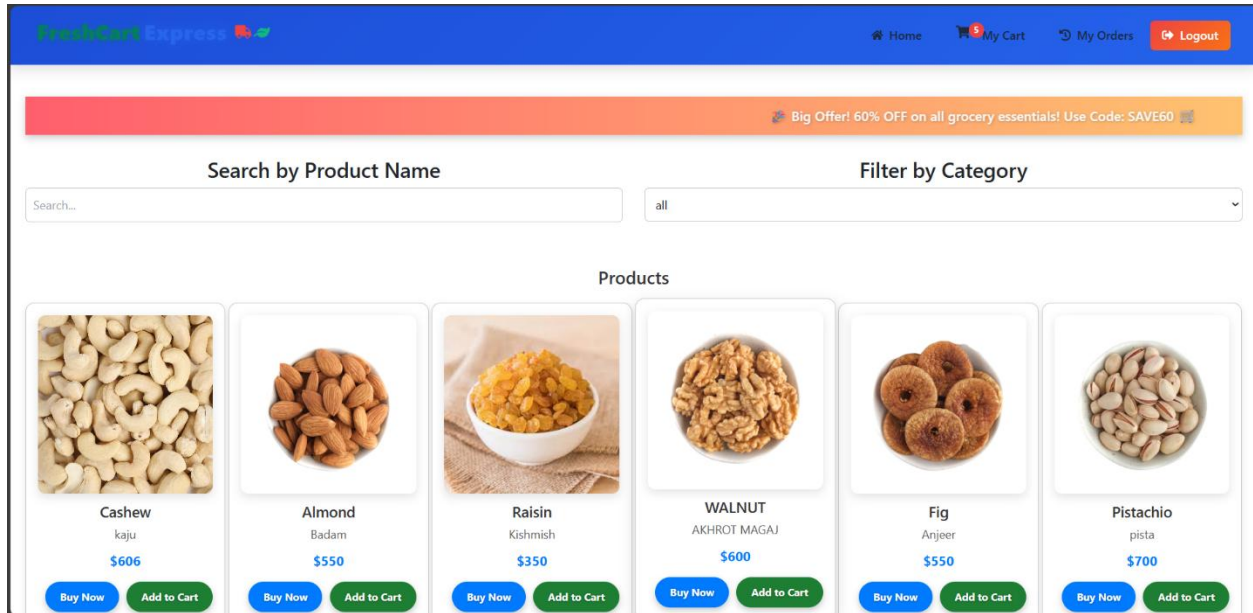 FreshCart Express
Home
5
My Cart
My Orders
Logout
Big Offer! 60% OFF on all grocery essentials! Use Code: SAVE60
Search by Product Name
Filter by Category
Search...
all
Products
Cashew
kaju
$606
Buy Now
Add to Cart
Almond
Badam
$550
Buy Now
Add to Cart
Raisin
Kishmish
$350
Buy Now
Add to Cart
WALNUT
AKHROT MAGAJ
$600
Buy Now
Add to Cart
Fig
Anjeer
$550
Buy Now
Add to Cart
Pistachio
pista
$700
Buy Now
Add to Cart